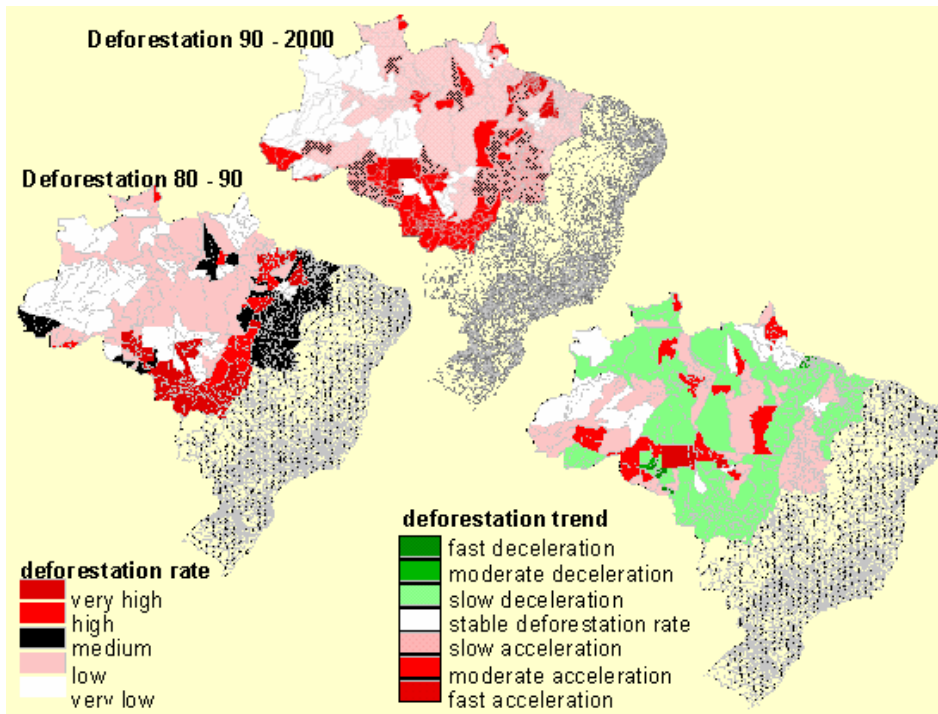 Deforestation 90 - 2000
Deforestation 80 - 90
deforestation rate
very high
high
medium
low
very low
deforestation trend
fast deceleration
moderate deceleration
slow deceleration
stable deforestation rate
slow acceleration
moderate acceleration
fast acceleration